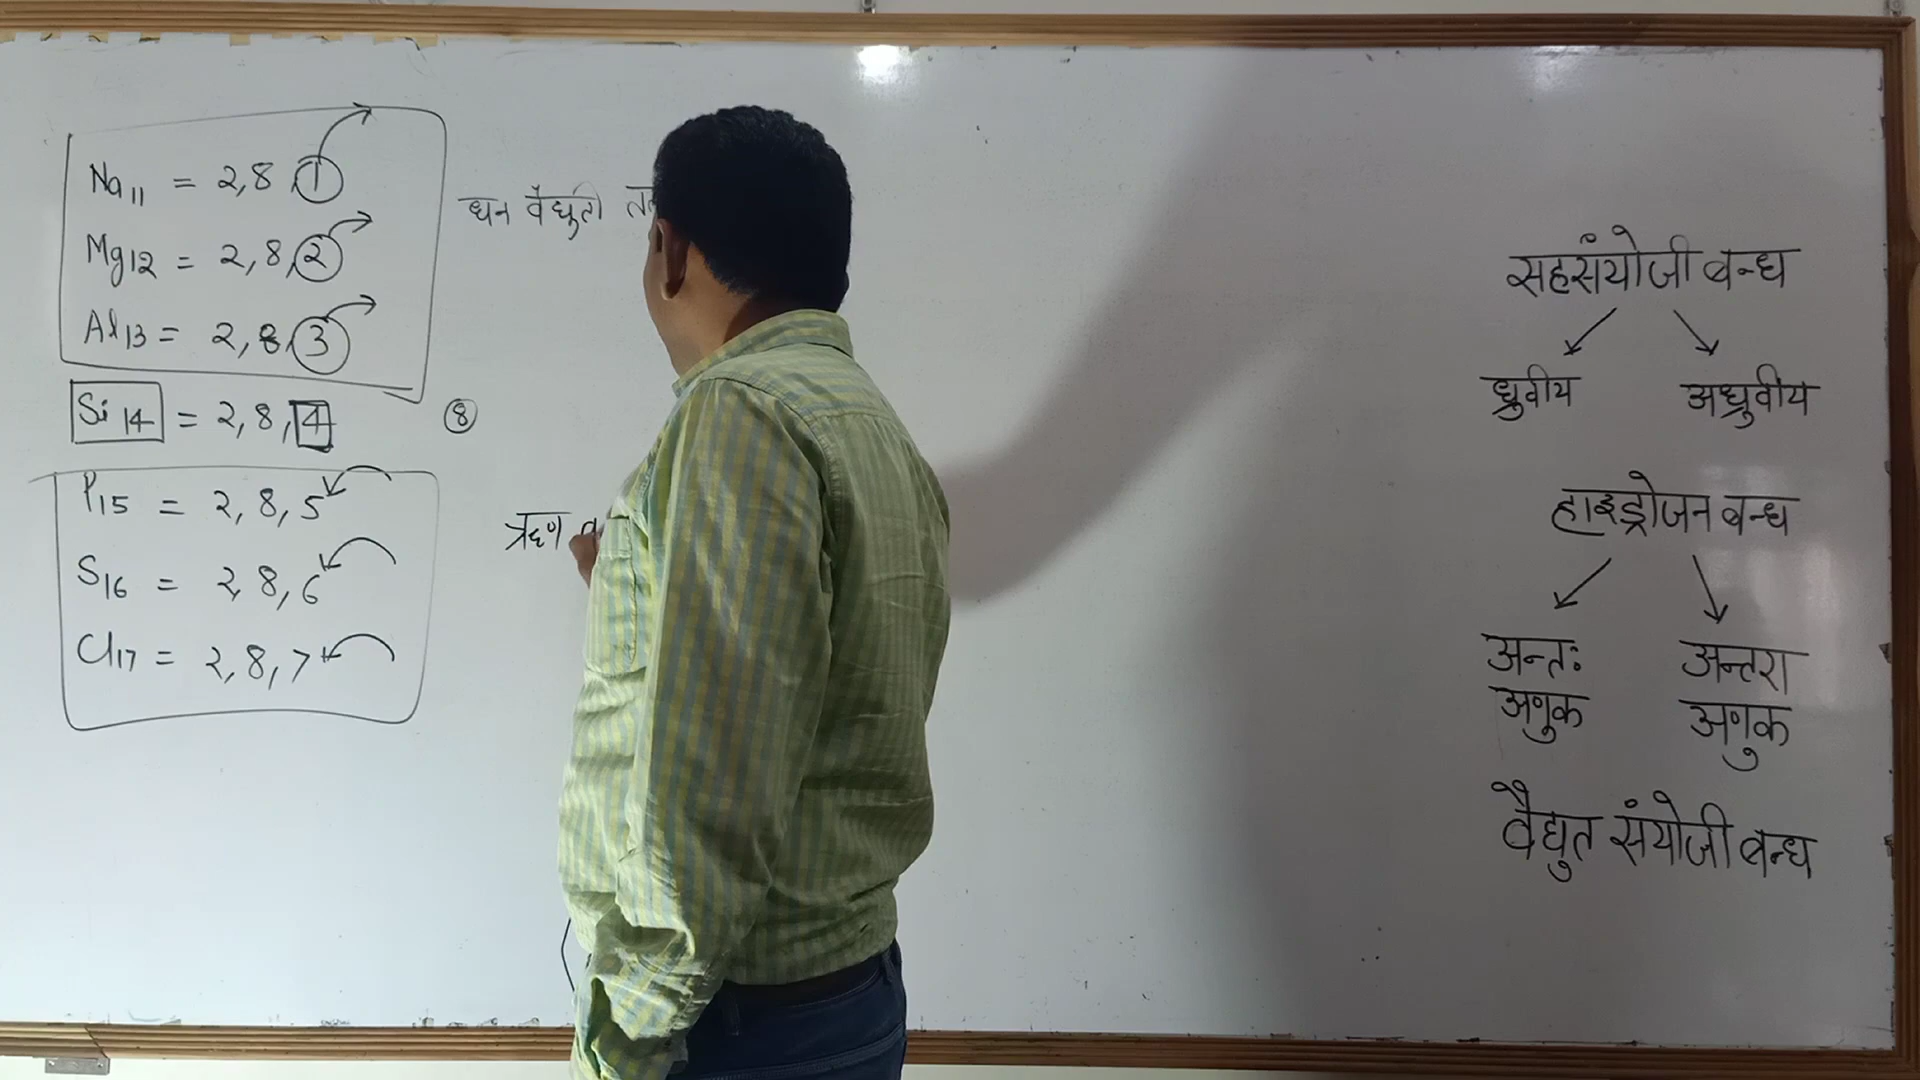 Na11 = 2,8,1
Mg12 = 2,8,2
Al13 = 2,8,3
Si14 = 2,8,4
P15 = 2,8,5
S16 = 2,8,6
Cl17 = 2,8,7
धन वैद्युती
8
ऋण
सहसंयोजी बन्ध
ध्रुवीय अध्रुवीय
हाइड्रोजन बन्ध
अन्तः अन्तरा
अणुक अणुक
वैद्युत संयोजी बन्ध